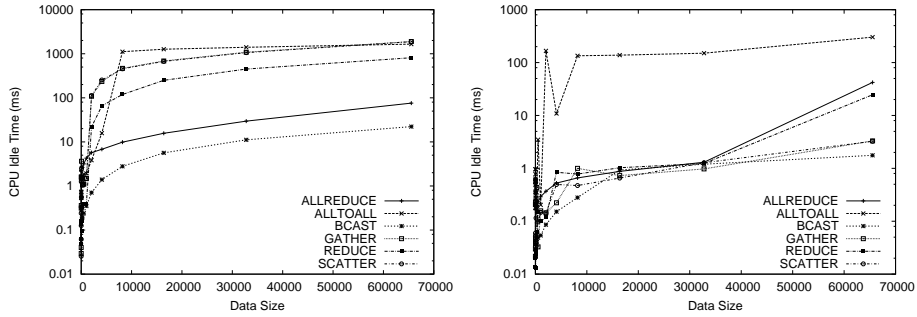 10000
1000
100
10
1
0.1
0.01
CPU Idle Time (ms)
ALLREDUCE
ALLTOALL
BCAST
GATHER
REDUCE
SCATTER
0 10000 20000 30000 40000 50000 60000 70000
Data Size
1000
100
10
1
0.1
0.01
CPU Idle Time (ms)
ALLREDUCE
ALLTOALL
BCAST
GATHER
REDUCE
SCATTER
0 10000 20000 30000 40000 50000 60000 70000
Data Size